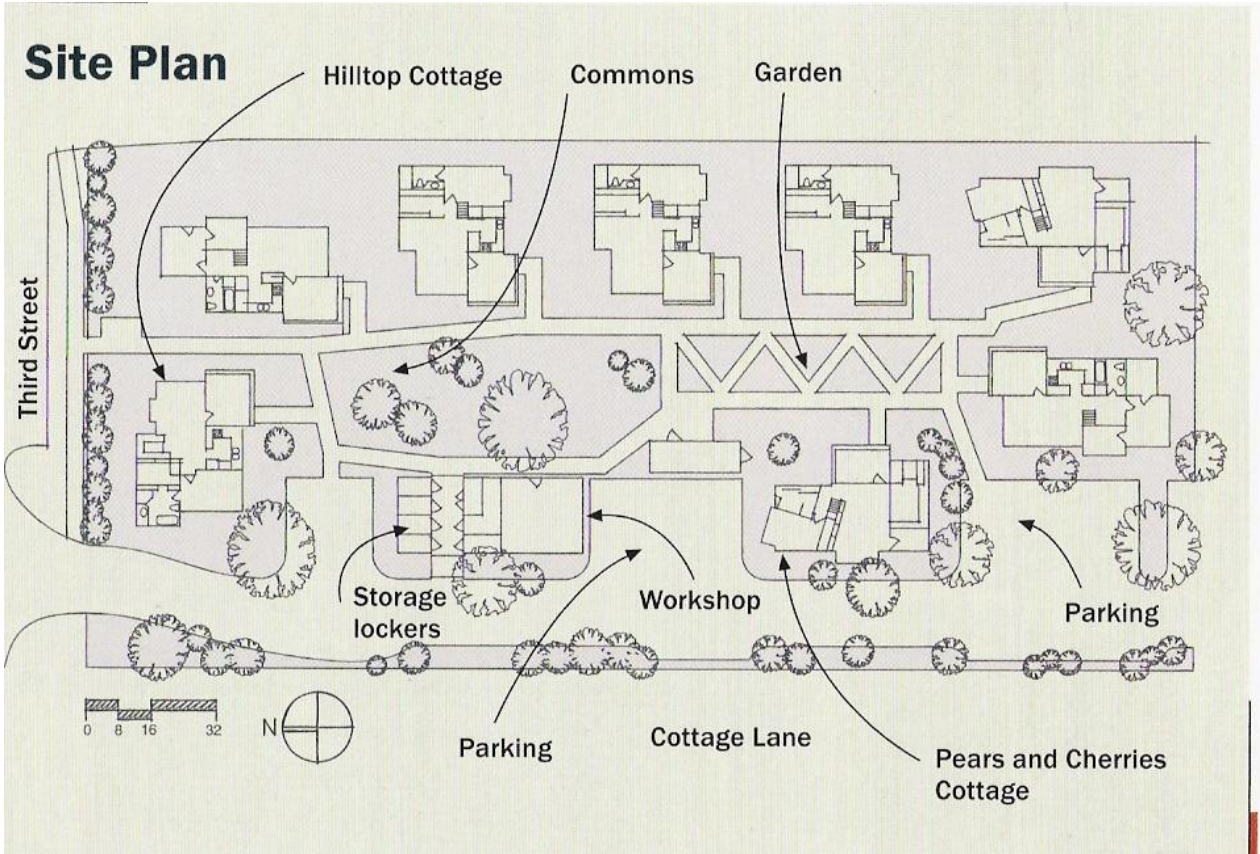 Site Plan
Hilltop Cottage
Commons
Garden
Third Street
Storage
lockers
Workshop
Parking
0 8 16 32
N
Parking
Cottage Lane
Pears and Cherries
Cottage